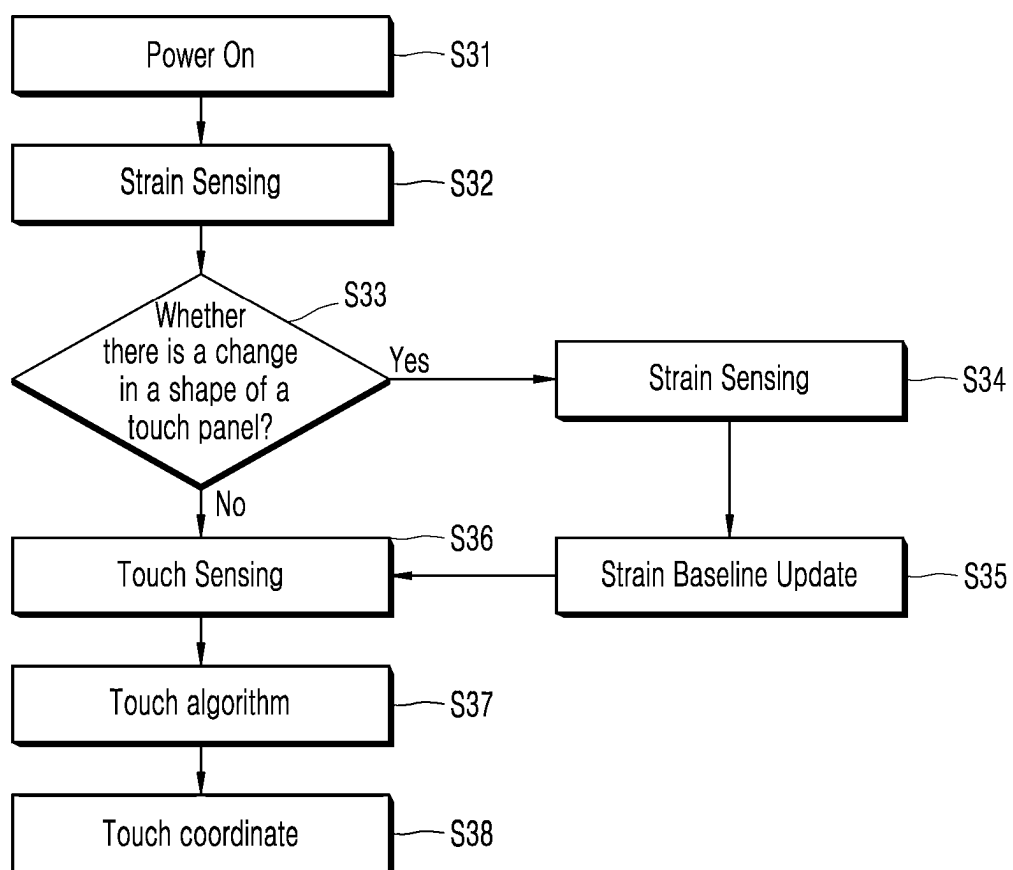 Power On
S31
Strain Sensing
S32
S33
Whether
there is a change
in a shape of a
touch panel?
Yes
Strain Sensing
S34
No
S36
Touch Sensing
Strain Baseline Update
S35
Touch algorithm
S37
Touch coordinate
S38